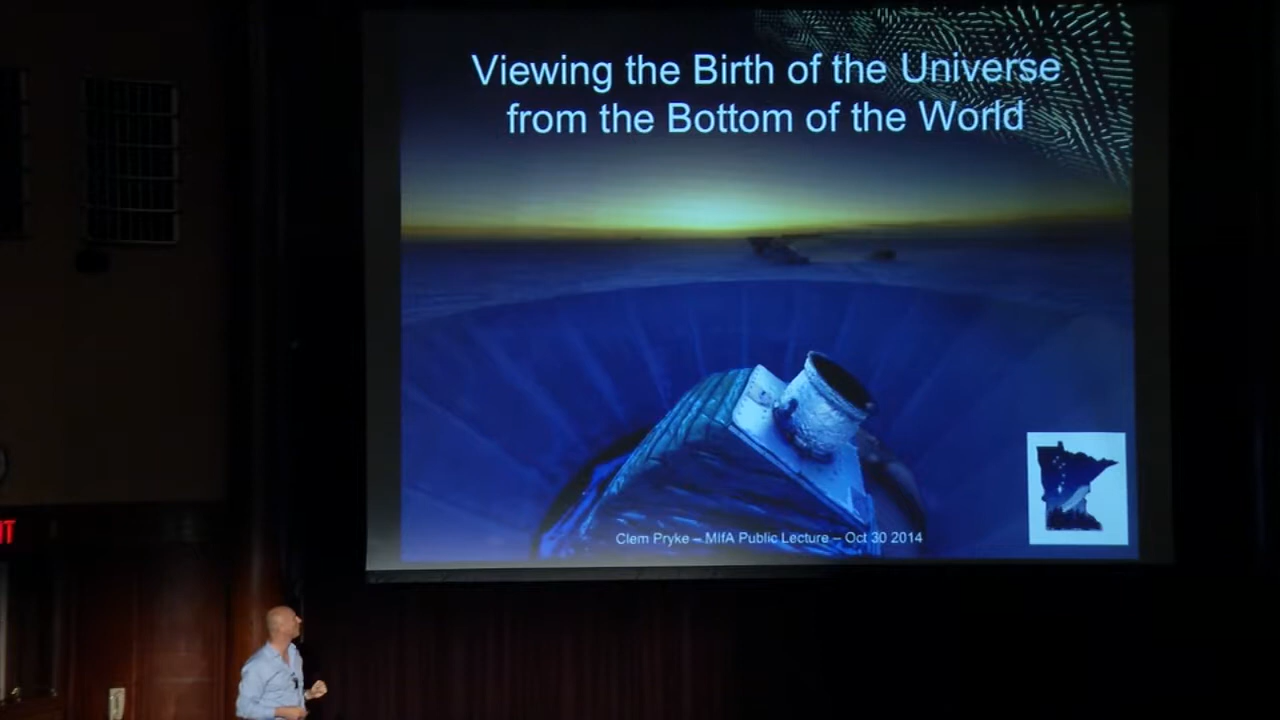 Viewing the Birth of the Universe
from the Bottom of the World
Clem Pryke – MIfA Public Lecture – Oct 30 2014
IT